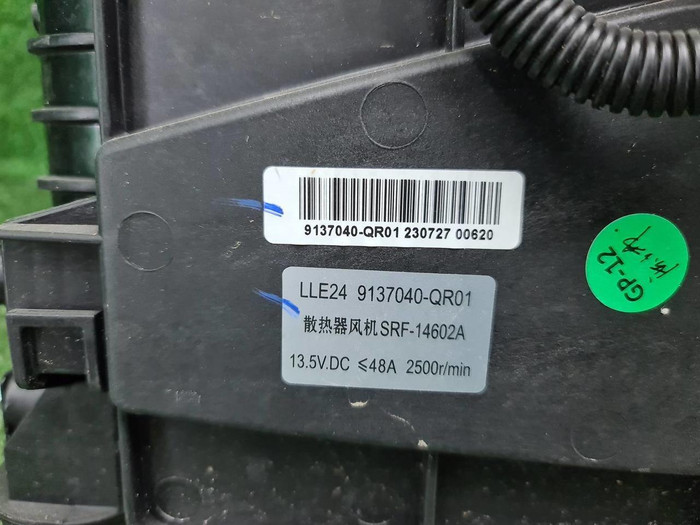 9137040-QR01 230727 00620
LLE24 9137040-QR01
散热器风机SRF-14602A
13.5V.DC ≤48A 2500r/min
GP-12